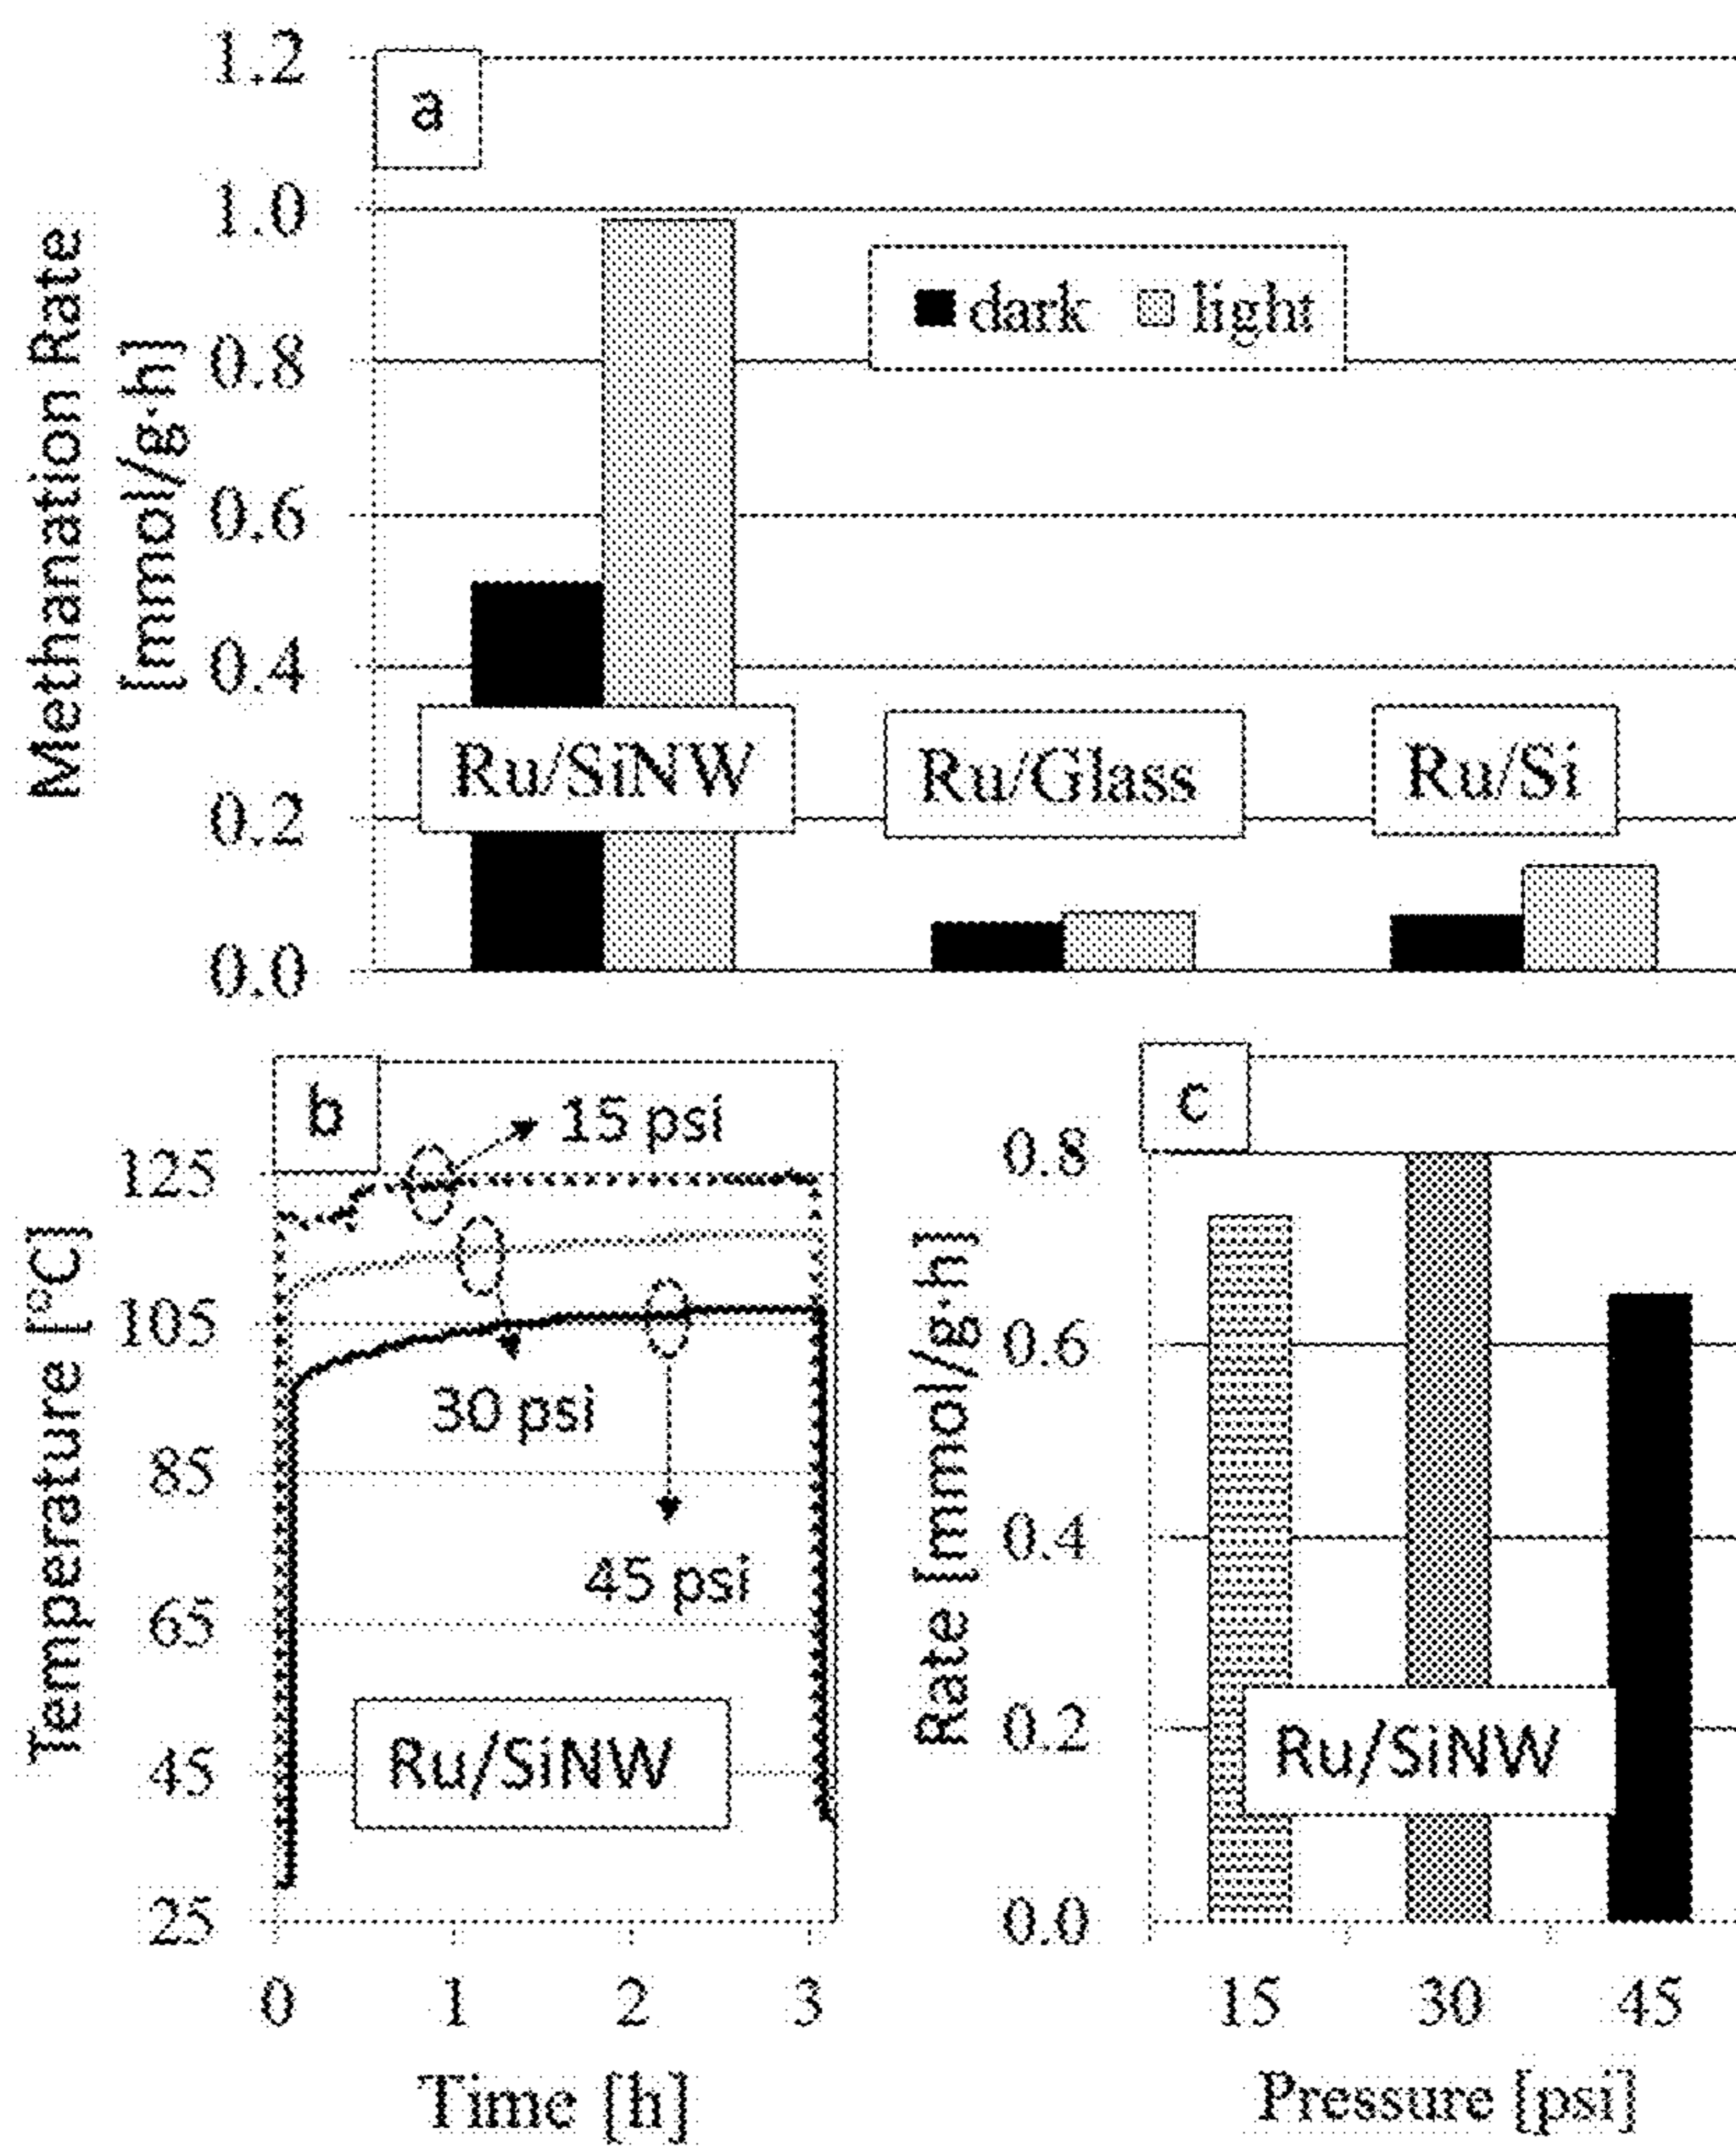 a
Methanation Rate
[mmol/g·h]
1.2
1.0
0.8
0.6
0.4
0.2
0.0
dark light
Ru/SiNW
Ru/Glass
Ru/Si
b
Temperature [°C]
125
105
85
65
45
25
15 psi
30 psi
45 psi
Ru/SiNW
0 1 2 3
Time [h]
c
Rate [mmol/g·h]
0.8
0.6
0.4
0.2
0.0
Ru/SiNW
15 30 45
Pressure [psi]